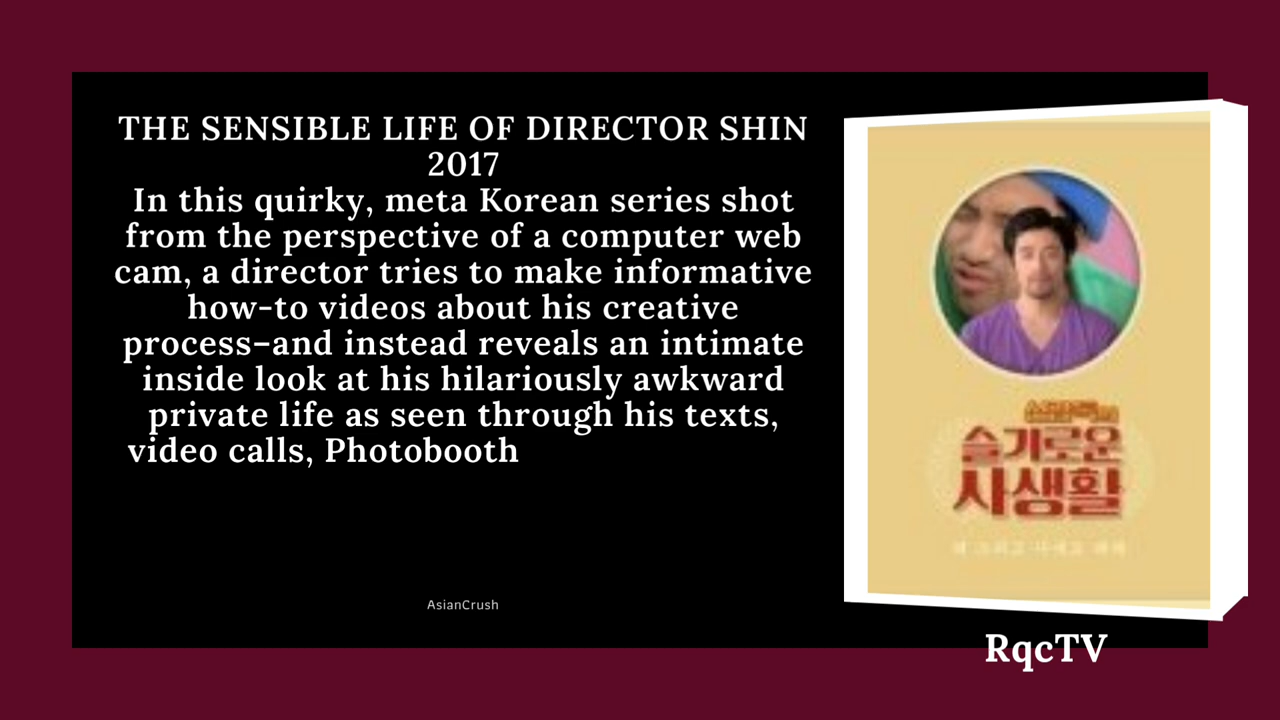 THE SENSIBLE LIFE OF DIRECTOR SHIN
2017
In this quirky, meta Korean series shot
from the perspective of a computer web
cam, a director tries to make informative
how-to videos about his creative
process–and instead reveals an intimate
inside look at his hilariously awkward
private life as seen through his texts,
video calls, Photobooth
AsianCrush
슬기로운
사생활
RqcTV